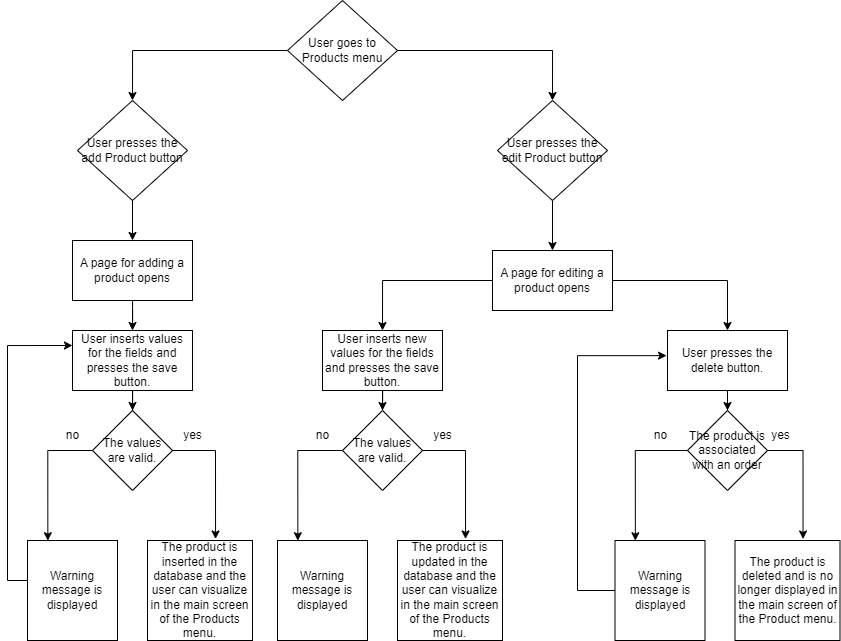 User goes to
Products menu
User presses the
add Product button
User presses the
edit Product button
A page for adding a
product opens
A page for editing a
product opens
User inserts values
for the fields and
presses the save
button.
User inserts new
values for the fields
and presses the save
button.
User presses the
delete button.
no
The values
are valid.
yes
no
The values
are valid.
yes
no
The product is
associated
with an order
yes
Warning
message is
displayed
The product is
inserted in the
database and the
user can visualize
in the main screen
of the Products
menu.
Warning
message is
displayed
The product is
updated in the
database and the
user can visualize
in the main screen
of the Products
menu.
Warning
message is
displayed
The product is
deleted and is no
longer displayed in
the main screen of
the Product menu.